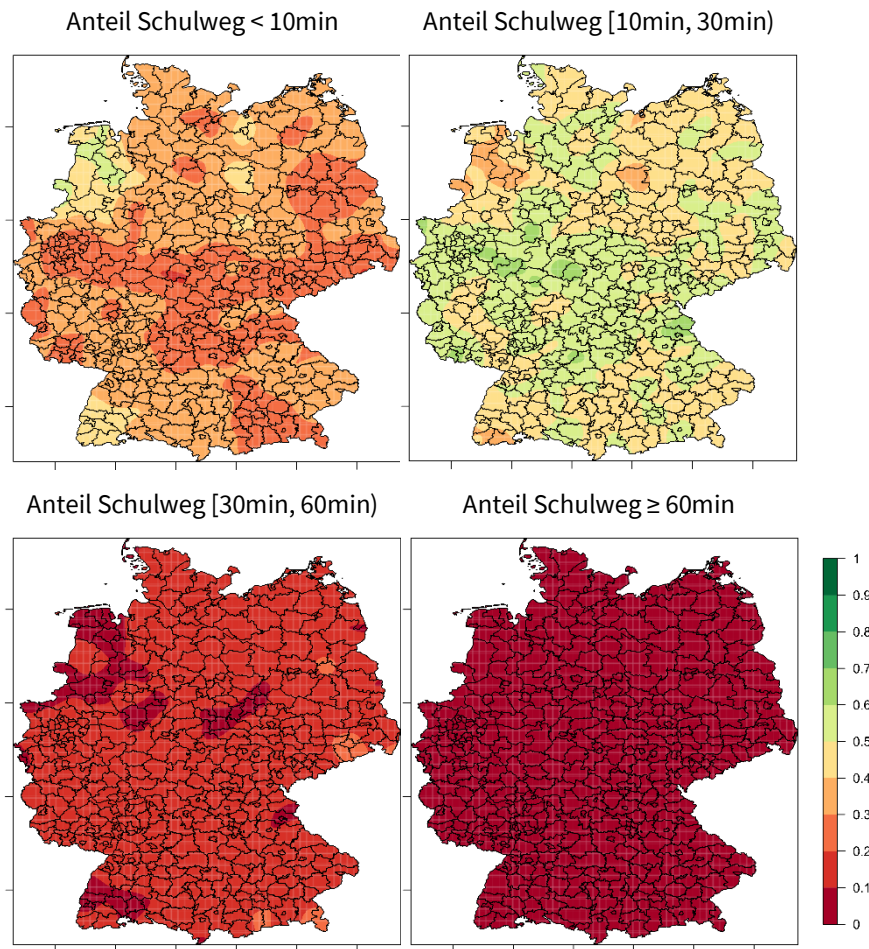 Anteil Schulweg < 10min
Anteil Schulweg [10min, 30min)
Anteil Schulweg [30min, 60min)
Anteil Schulweg ≥ 60min
1
0.9
0.8
0.7
0.6
0.5
0.4
0.3
0.2
0.1
0